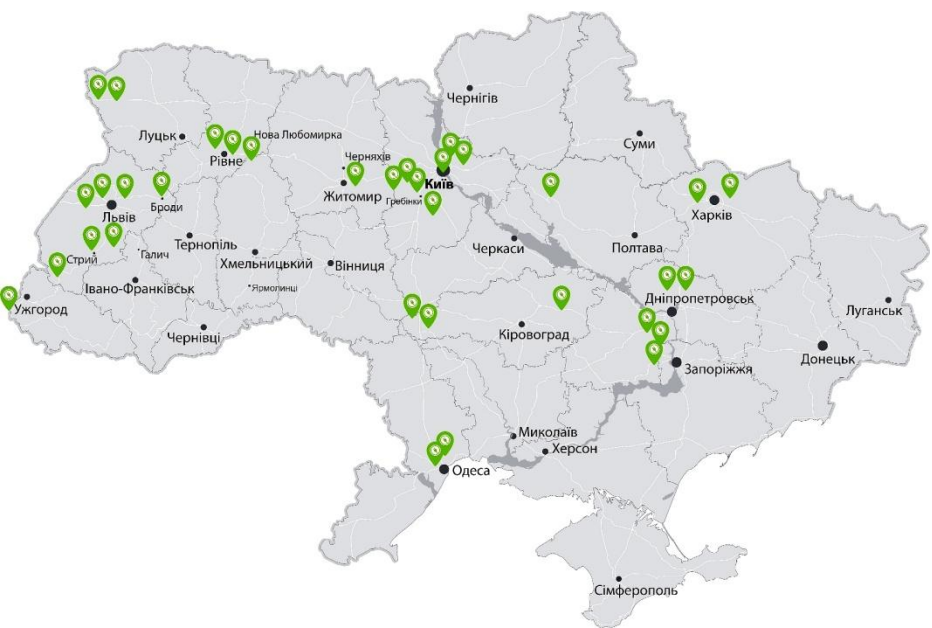 Чернігів
Луцьк
Нова Любомирка
Суми
Рівне
Черняхів
Київ
Житомир
Гребінки
Броди
Харків
Львів
Тернопіль
Черкаси
Полтава
Стрий
Галич
Хмельницький
Вінниця
Івано-Франківськ
Ярмолинці
Дніпропетровськ
Ужгород
Луганськ
Чернівці
Кіровоград
Донецьк
Запоріжжя
Миколаїв
Херсон
Одеса
Сімферополь